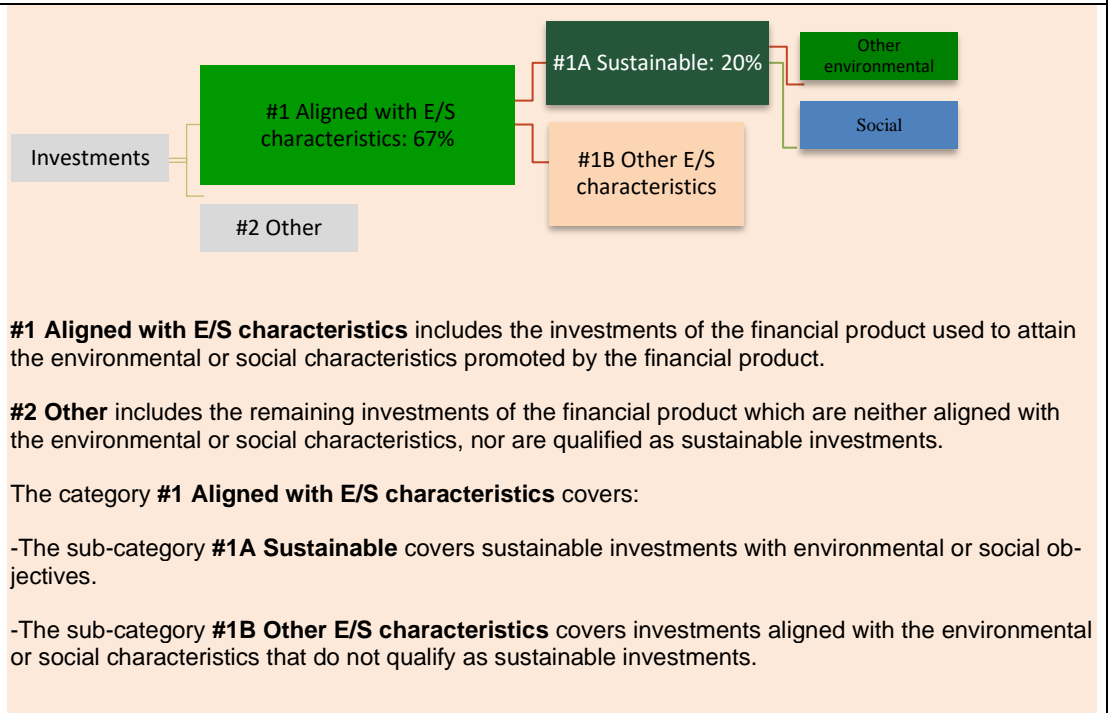 Investments
#1 Aligned with E/S
characteristics: 67%
#2 Other
#1A Sustainable: 20%
#1B Other E/S
characteristics
Other
environmental
Social
#1 Aligned with E/S characteristics includes the investments of the financial product used to attain
the environmental or social characteristics promoted by the financial product.
#2 Other includes the remaining investments of the financial product which are neither aligned with
the environmental or social characteristics, nor are qualified as sustainable investments.
The category #1 Aligned with E/S characteristics covers:
-The sub-category #1A Sustainable covers sustainable investments with environmental or social ob-
jectives.
-The sub-category #1B Other E/S characteristics covers investments aligned with the environmental
or social characteristics that do not qualify as sustainable investments.